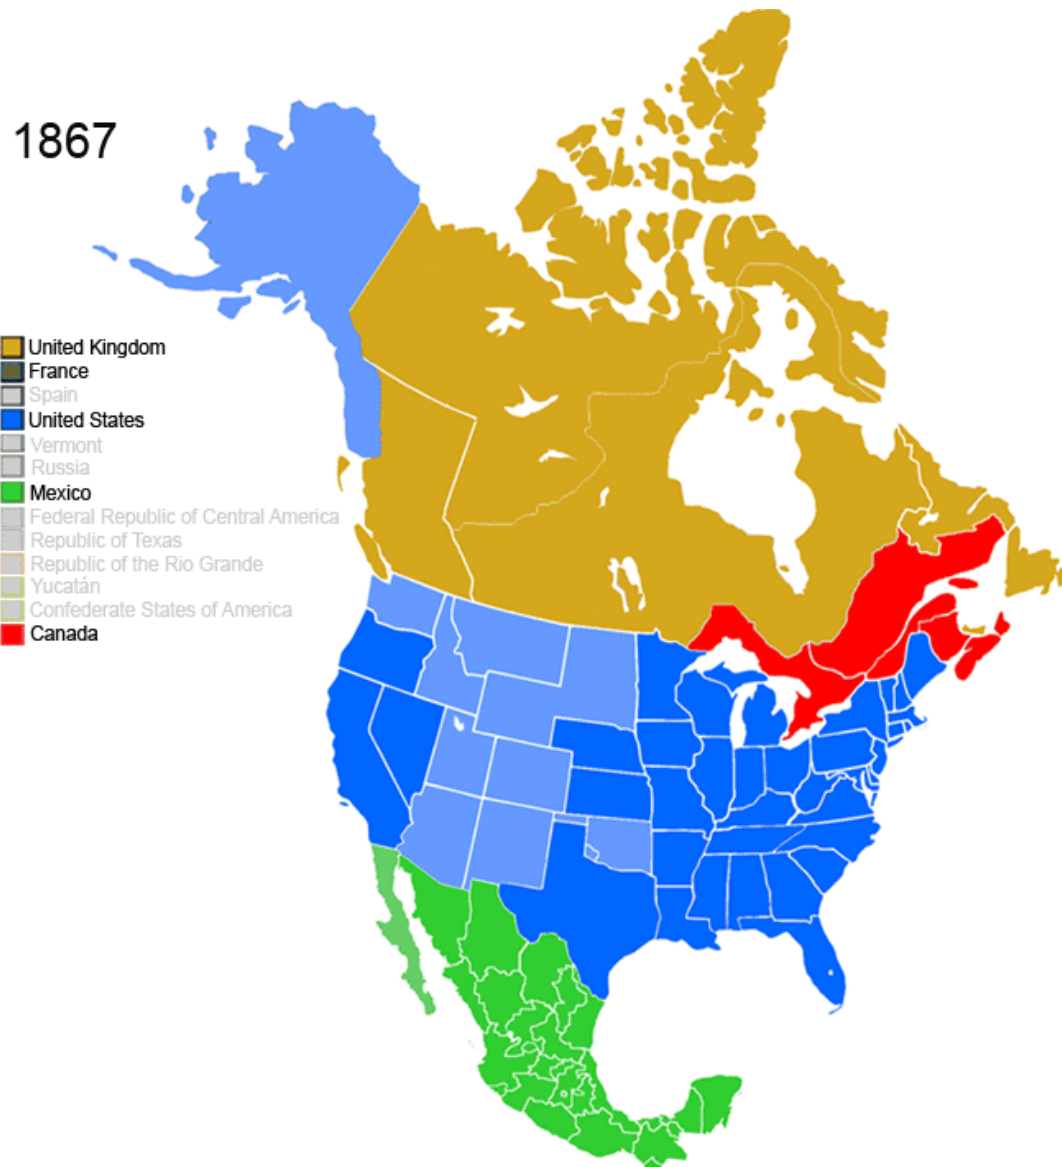 1867
United Kingdom
France
Spain
United States
Vermont
Russia
Mexico
Federal Republic of Central America
Republic of Texas
Republic of the Rio Grande
Yucatán
Confederate States of America
Canada